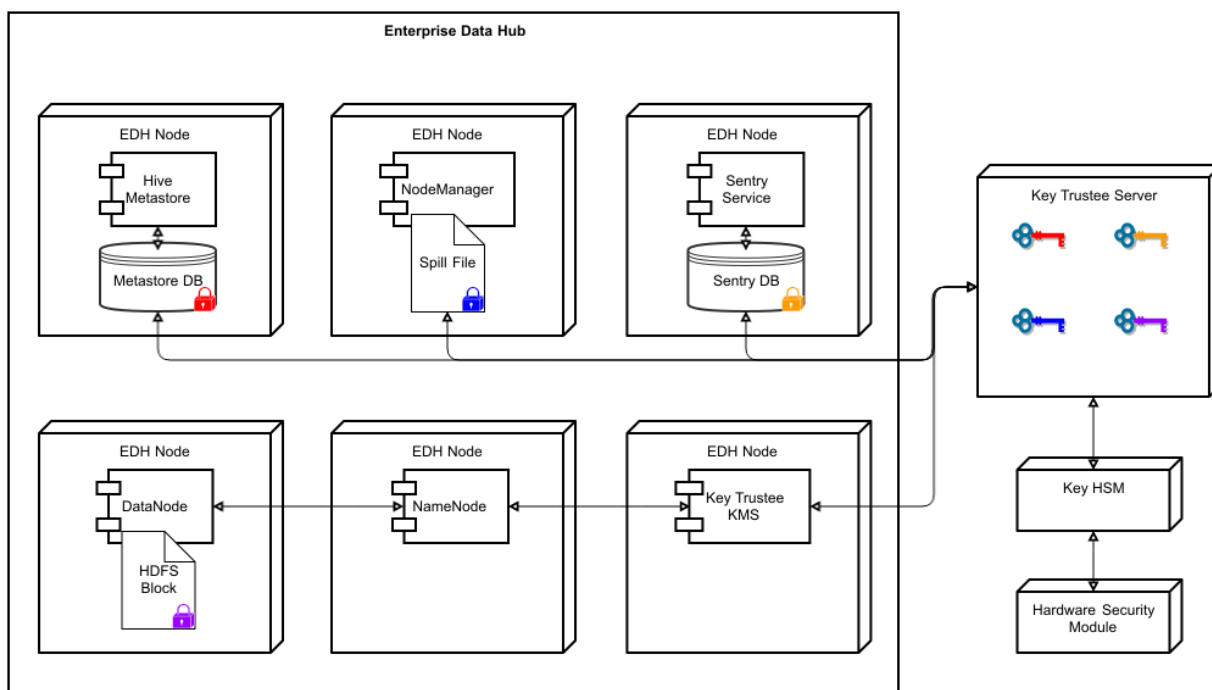 Enterprise Data Hub
EDH Node
Hive
Metastore
Metastore DB
EDH Node
NodeManager
Spill File
EDH Node
Sentry
Service
Sentry DB
Key Trustee Server
EDH Node
DataNode
HDFS
Block
EDH Node
NameNode
EDH Node
Key Trustee
KMS
Key HSM
Hardware Security
Module